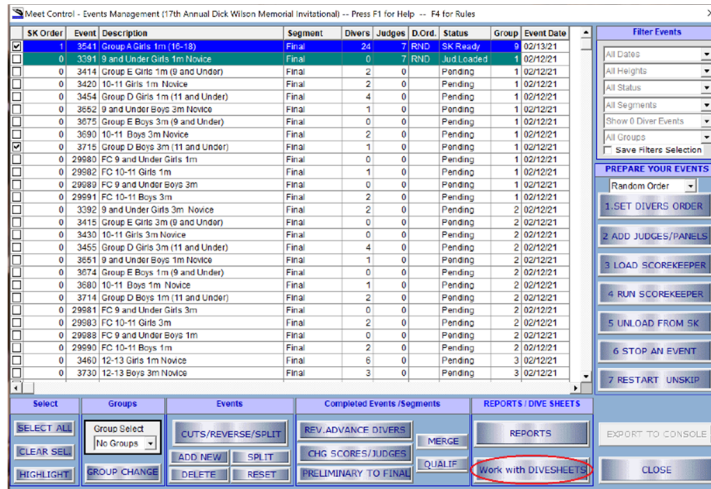 Meet Control - Events Management (17th Annual Dick Wilson Memorial Invitational) -- Press F1 for Help -- F4 for Rules
SK Order Event Description Segment Divers Judges D.Ord. Status Group Event Date
1 3541 Group A Girls 1m (16-18) Final 24 7 RND SK Ready 9 02/13/21
0 3391 9 and Under Girls 1m Novice Final 0 7 RND Jud.Loaded 1 02/12/21
0 3414 Group E Girls 1m (9 and Under) Final 2 0 Pending 1 02/12/21
0 3420 10-11 Girls 1m Novice Final 2 0 Pending 1 02/12/21
0 3454 Group D Girls 1m (11 and Under) Final 4 0 Pending 1 02/12/21
0 3652 9 and Under Boys 3m Novice Final 1 0 Pending 1 02/12/21
0 3675 Group E Boys 3m (9 and Under) Final 0 0 Pending 1 02/12/21
0 3690 10-11 Boys 3m Novice Final 2 0 Pending 1 02/12/21
0 3715 Group D Boys 3m (11 and Under) Final 1 0 Pending 1 02/12/21
0 29980 FC 9 and Under Girls 1m Final 0 0 Pending 1 02/12/21
0 29982 FC 10-11 Girls 1m Final 1 0 Pending 1 02/12/21
0 29989 FC 9 and Under Boys 3m Final 0 0 Pending 1 02/12/21
0 29991 FC 10-11 Boys 3m Final 2 0 Pending 1 02/12/21
0 3392 9 and Under Girls 3m Novice Final 2 0 Pending 2 02/12/21
0 3415 Group E Girls 3m (9 and Under) Final 0 0 Pending 2 02/12/21
0 3430 10-11 Girls 3m Novice Final 0 0 Pending 2 02/12/21
0 3455 Group D Girls 3m (11 and Under) Final 4 0 Pending 2 02/12/21
0 3651 9 and Under Boys 1m Novice Final 1 0 Pending 2 02/12/21
0 3674 Group E Boys 1m (9 and Under) Final 0 0 Pending 2 02/12/21
0 3680 10-11 Boys 1m Novice Final 1 0 Pending 2 02/12/21
0 3714 Group D Boys 1m (11 and Under) Final 2 0 Pending 2 02/12/21
0 29981 FC 9 and Under Girls 3m Final 0 0 Pending 2 02/12/21
0 29983 FC 10-11 Girls 3m Final 2 0 Pending 2 02/12/21
0 29988 FC 9 and Under Boys 1m Final 0 0 Pending 2 02/12/21
0 29990 FC 10-11 Boys 1m Final 2 0 Pending 2 02/12/21
0 3460 12-13 Girls 1m Novice Final 6 0 Pending 3 02/12/21
0 3730 12-13 Boys 3m Novice Final 3 0 Pending 3 02/12/21
Filter Events
All Dates
All Heights
All Status
All Segments
Show 0 Diver Events
All Groups
Save Filters Selection
PREPARE YOUR EVENTS
Random Order
1.SET DIVERS ORDER
2 ADD JUDGES/PANELS
3 LOAD SCOREKEEPER
4 RUN SCOREKEEPER
5 UNLOAD FROM SK
6 STOP AN EVENT
7 RESTART UNSKIP
Select Groups Events Completed Events /Segments REPORTS / DIVE SHEETS
SELECT ALL
CLEAR SEL.
HIGHLIGHT
Group Select
No Groups
GROUP CHANGE
CUTS/REVERSE/SPLIT
ADD NEW SPLIT
DELETE RESET
REV.ADVANCE DIVERS
CHG SCORES/JUDGES
PRELIMINARY TO FINAL
MERGE
QUALIF
REPORTS
Work with DIVESHEETS
EXPORT TO CONSOLE
CLOSE